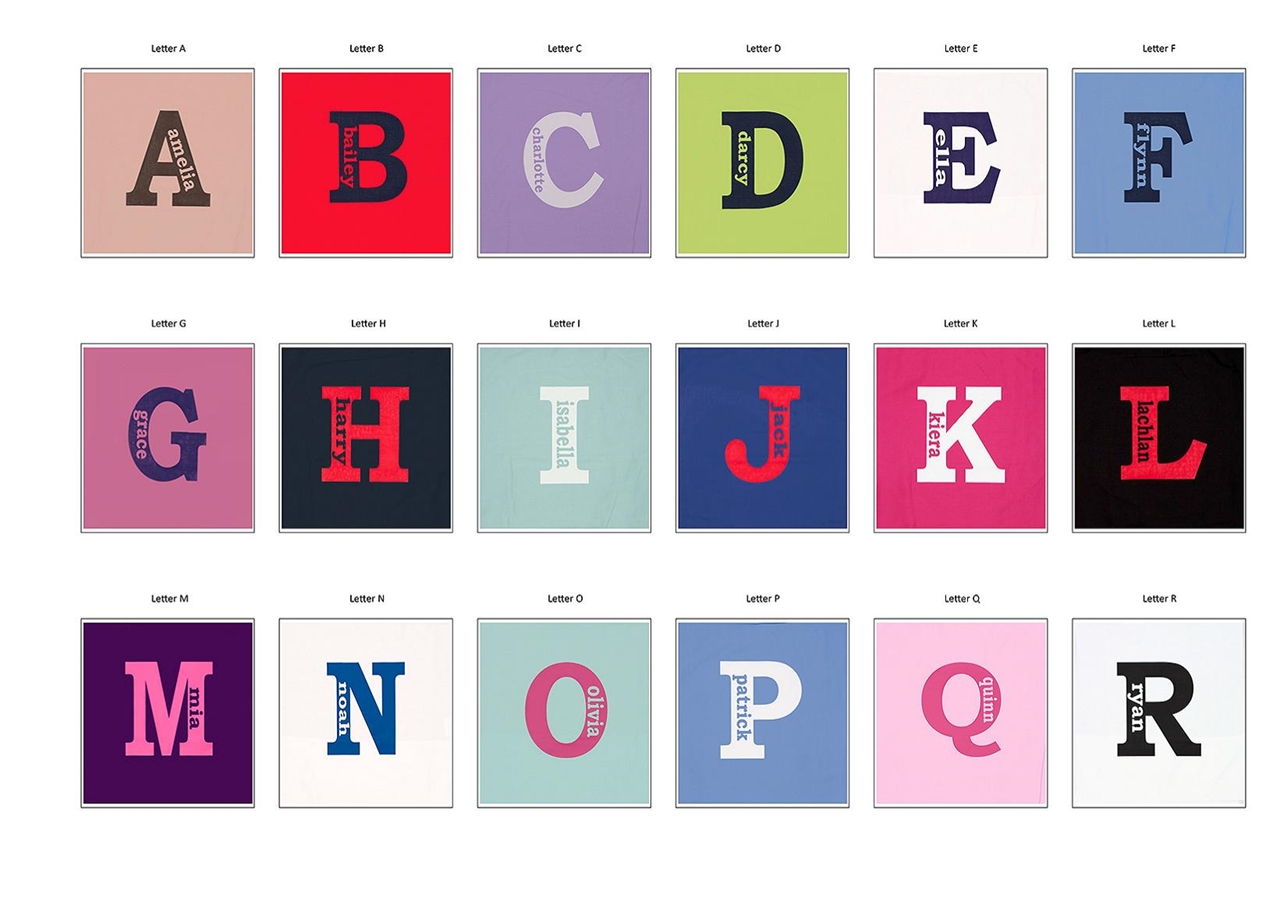 Letter A
Letter B
Letter C
Letter D
Letter E
Letter F
A amelia
B bailey
C charlotte
D darcy
E ella
F flynn
Letter G
Letter H
Letter I
Letter J
Letter K
Letter L
G grace
H harry
I isabella
J jack
K kiera
L lachlan
Letter M
Letter N
Letter O
Letter P
Letter Q
Letter R
M mia
N noah
O olivia
P patrick
Q quinn
R ryan